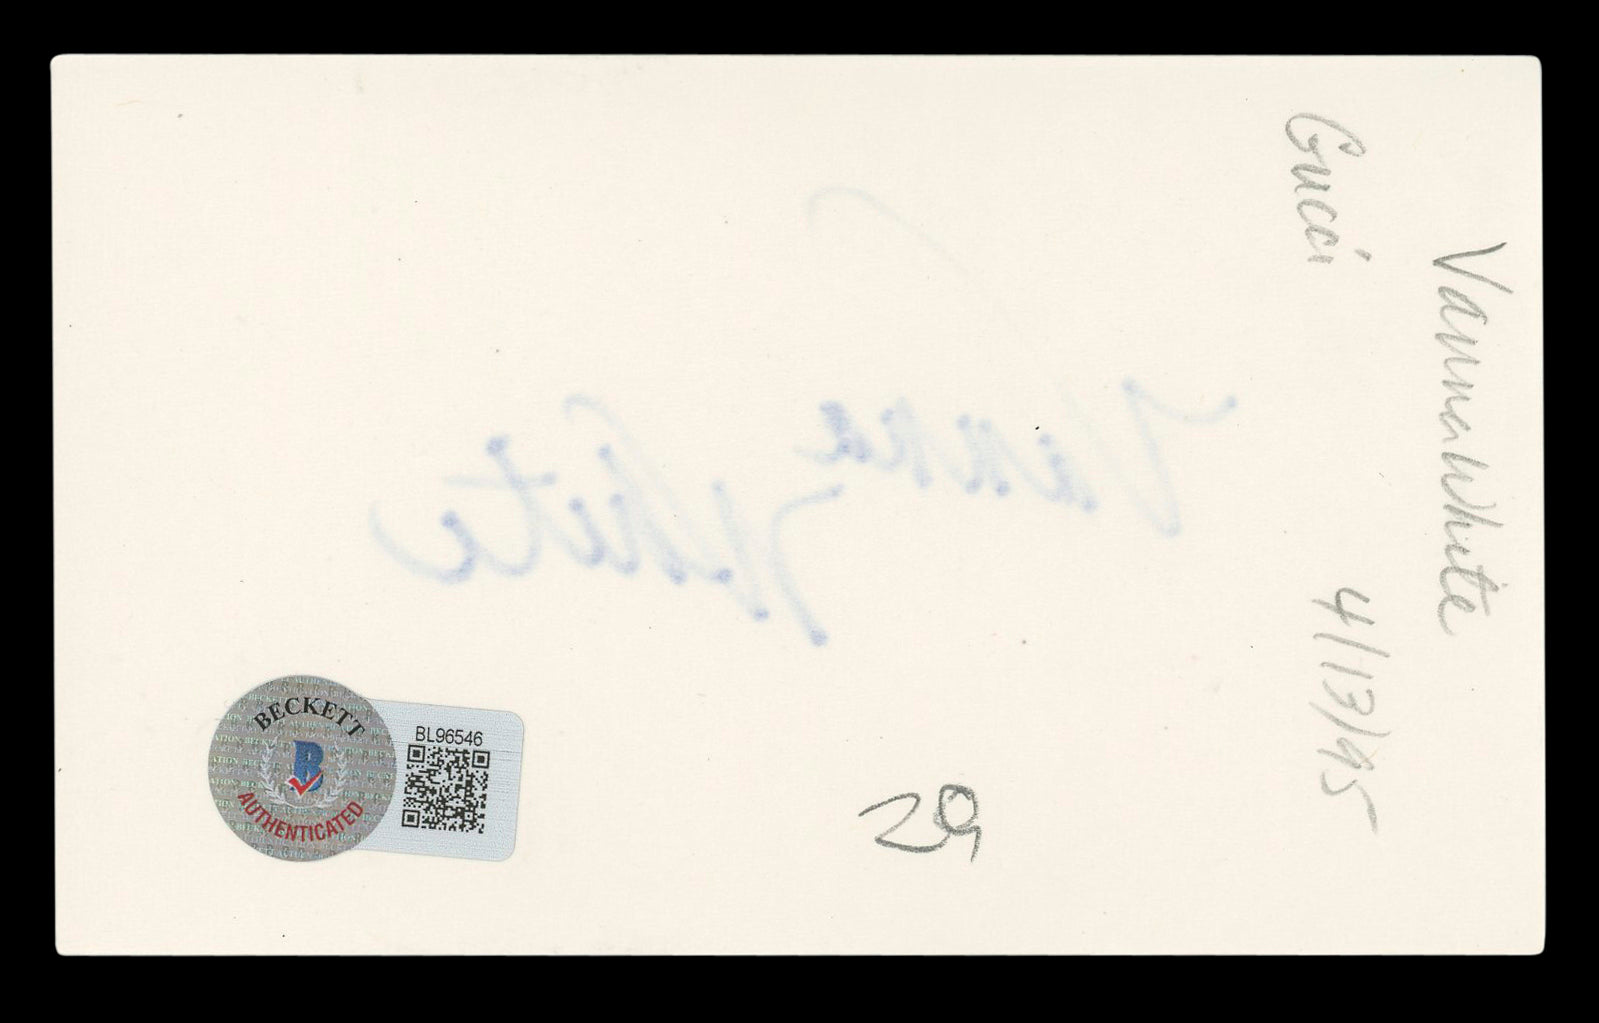 Gucci
Vanna White
4/13/95
Vanna
White
29
BECKETT
B
AUTHENTICATED
BL96546